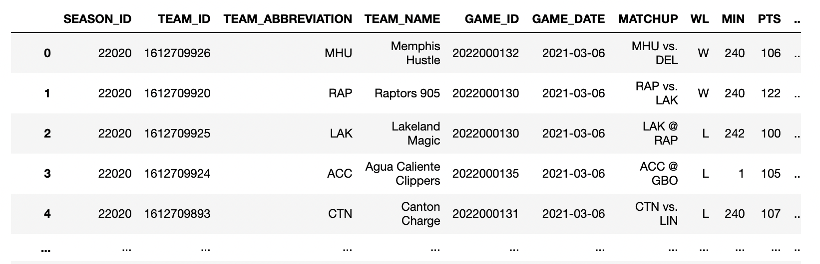 SEASON_ID TEAM_ID TEAM_ABBREVIATION TEAM_NAME GAME_ID GAME_DATE MATCHUP WL MIN PTS ..
0 22020 1612709926 MHU Memphis Hustle 2022000132 2021-03-06 MHU vs. DEL W 240 106 ..
1 22020 1612709920 RAP Raptors 905 2022000130 2021-03-06 RAP vs. LAK W 240 122 ..
2 22020 1612709925 LAK Lakeland Magic 2022000130 2021-03-06 LAK @ RAP L 242 100 ..
3 22020 1612709924 ACC Agua Caliente Clippers 2022000135 2021-03-06 ACC @ GBO L 1 105 ..
4 22020 1612709893 CTN Canton Charge 2022000131 2021-03-06 CTN vs. LIN L 240 107 ..
... ... ... ... ... ... ... ... ... ... ... ..